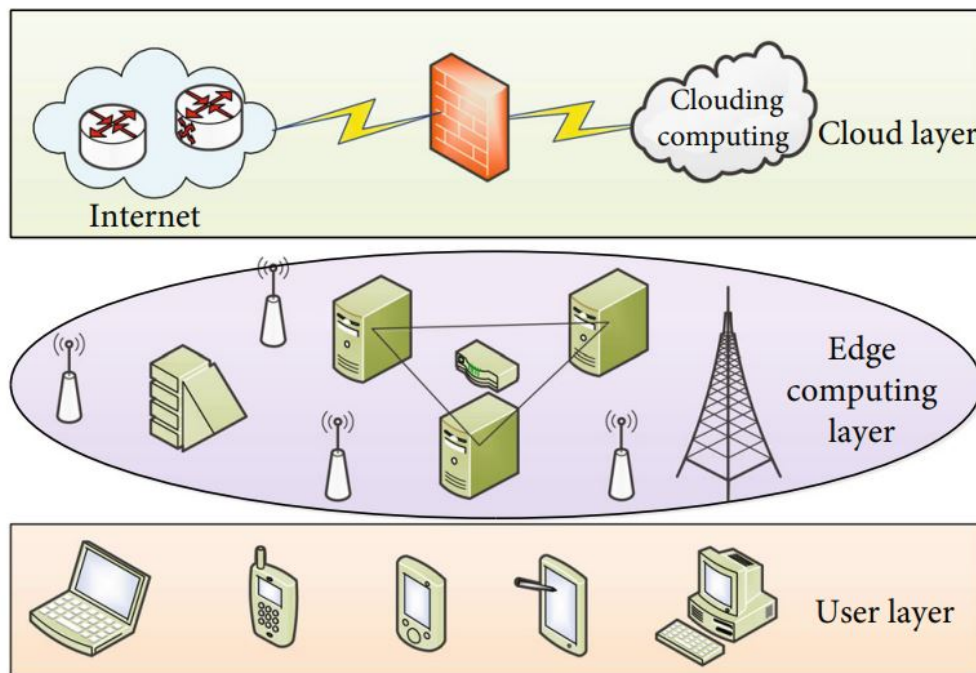 Clouding
computing
Cloud layer
Internet
Edge
computing
layer
User layer